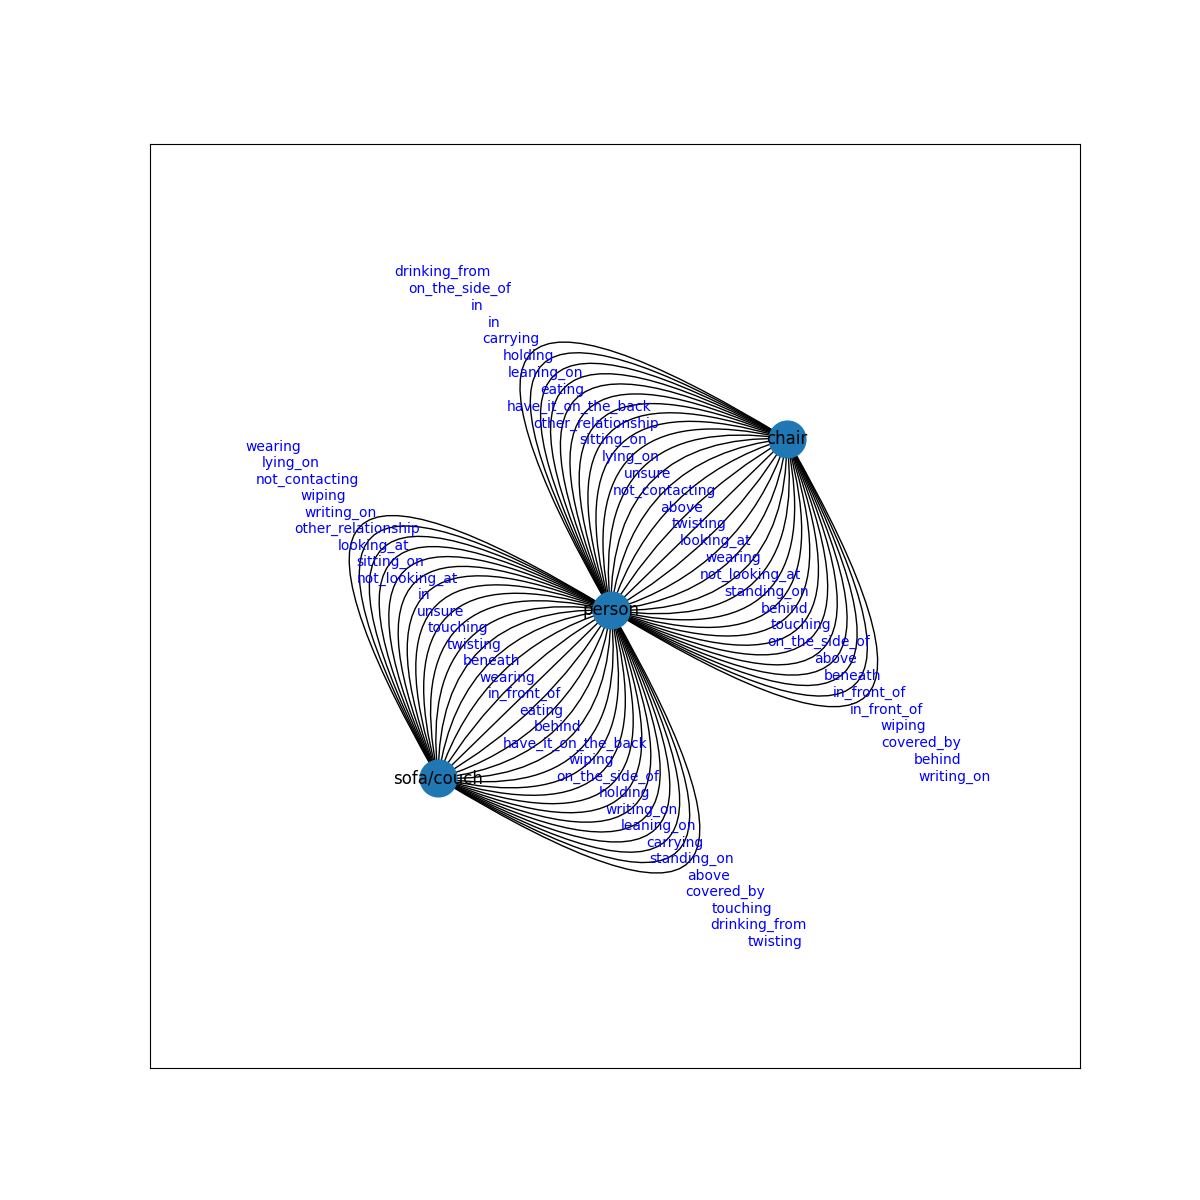 drinking_from
on_the_side_of
in
in
carrying
holding
leaning_on
eating
have_it_on_the_back
other_relationship
sitting_on
lying_on
unsure
not_contacting
above
twisting
looking_at
wearing
not_looking_at
standing_on
behind
touching
on_the_side_of
above
beneath
in_front_of
in_front_of
wiping
covered_by
behind
writing_on
chair
person
wearing
lying_on
not_contacting
wiping
writing_on
other_relationship
looking_at
sitting_on
not_looking_at
in
unsure
touching
twisting
beneath
wearing
in_front_of
eating
behind
have_it_on_the_back
wiping
on_the_side_of
holding
writing_on
leaning_on
carrying
standing_on
above
covered_by
touching
drinking_from
twisting
sofa/couch